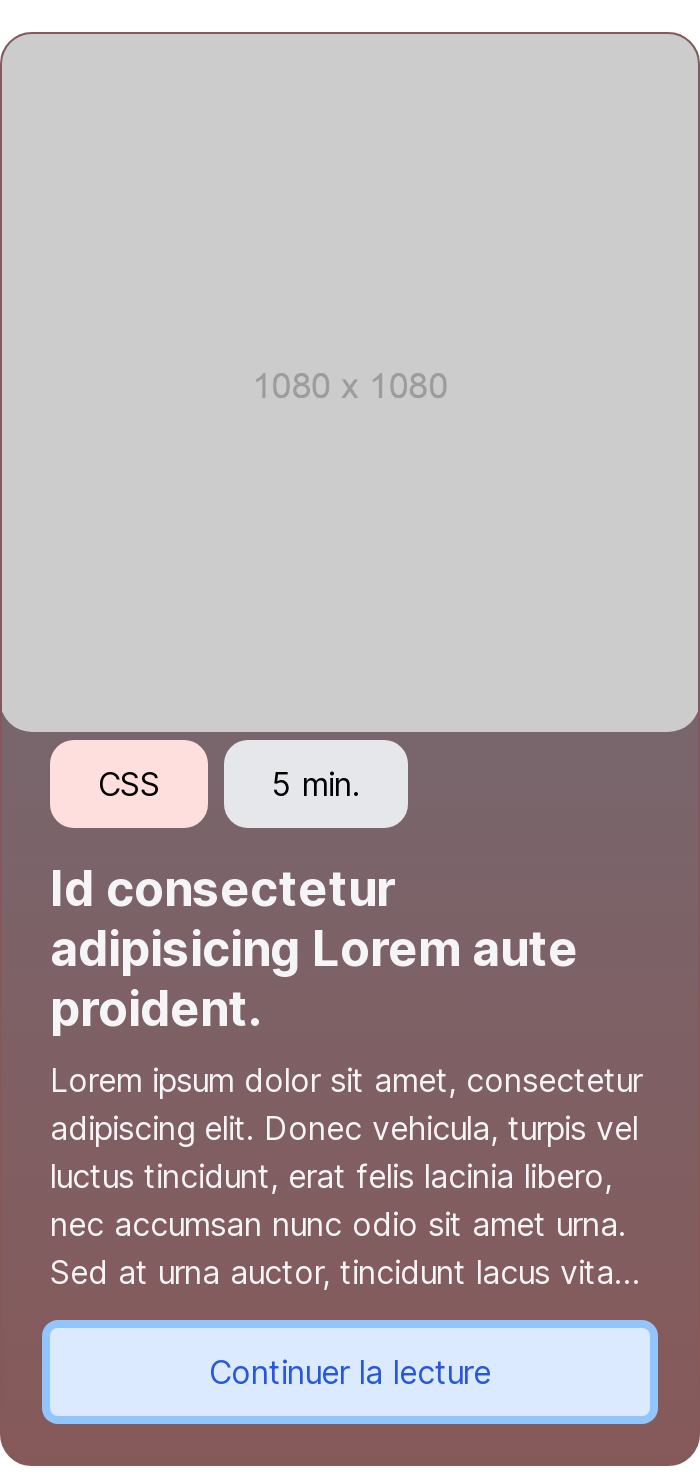 1080 x 1080
CSS
5 min.
Id consectetur
adipisicing Lorem aute
proident.
Lorem ipsum dolor sit amet, consectetur
adipiscing elit. Donec vehicula, turpis vel
luctus tincidunt, erat felis lacinia libero,
nec accumsan nunc odio sit amet urna.
Sed at urna auctor, tincidunt lacus vita...
Continuer la lecture